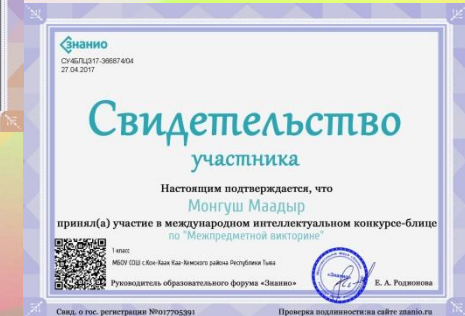 знанио
СУ4БЛЦ317-366874/04
27.04.2017
Свидетельство
участника
Настоящим подтверждается, что
Монгуш Маадыр
принял(а) участие в международном интеллектуальном конкурсе-блице
по "Межпредметной викторине"
1 класс
МБОУ СОШ с.Кок-Хаак Каа-Хемского района Республики Тыва
Руководитель образовательного форума «Знанио»
Е. А. Родионова
«Знанио»
Свид. о гос. регистрации №017705391
Проверка подлинности:на сайте znanio.ru